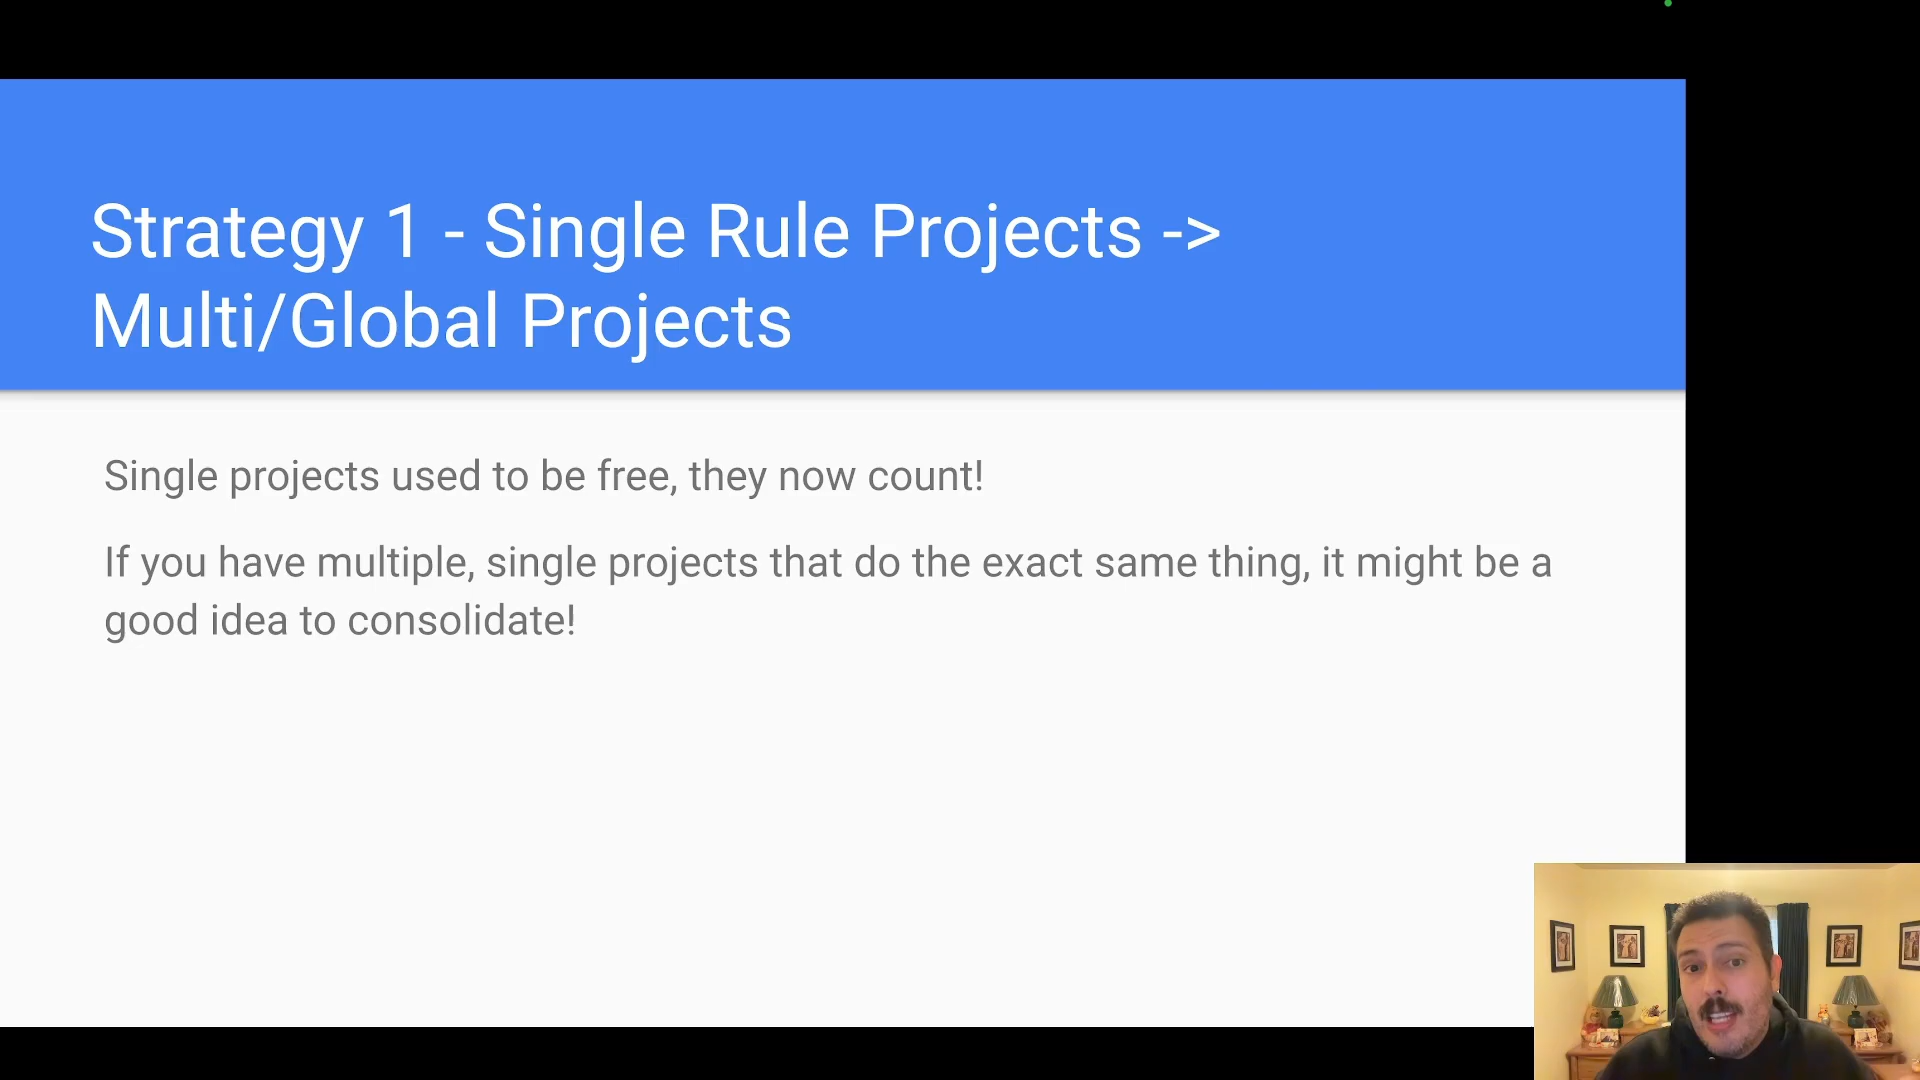 Strategy 1 - Single Rule Projects ->
Multi/Global Projects
Single projects used to be free, they now count!
If you have multiple, single projects that do the exact same thing, it might be a
good idea to consolidate!